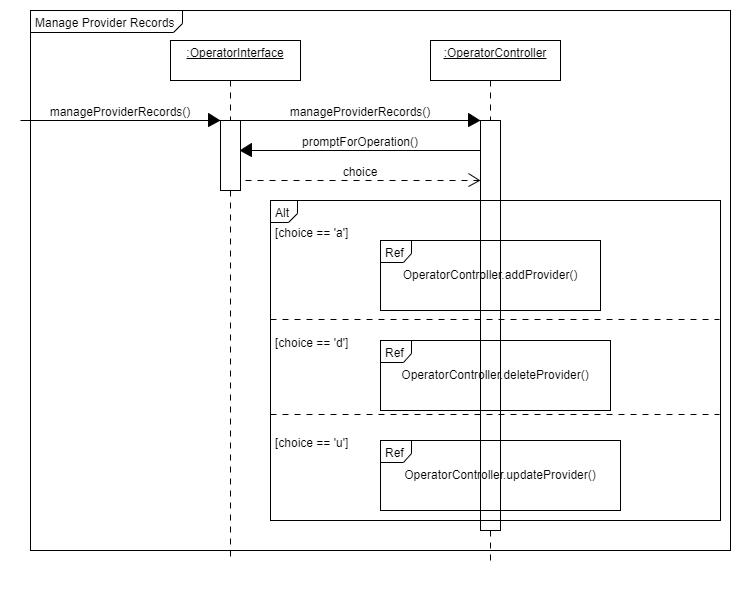 Manage Provider Records
:OperatorInterface
:OperatorController
manageProviderRecords()
manageProviderRecords()
promptForOperation()
choice
Alt
[choice == 'a']
Ref
OperatorController.addProvider()
[choice == 'd']
Ref
OperatorController.deleteProvider()
[choice == 'u']
Ref
OperatorController.updateProvider()